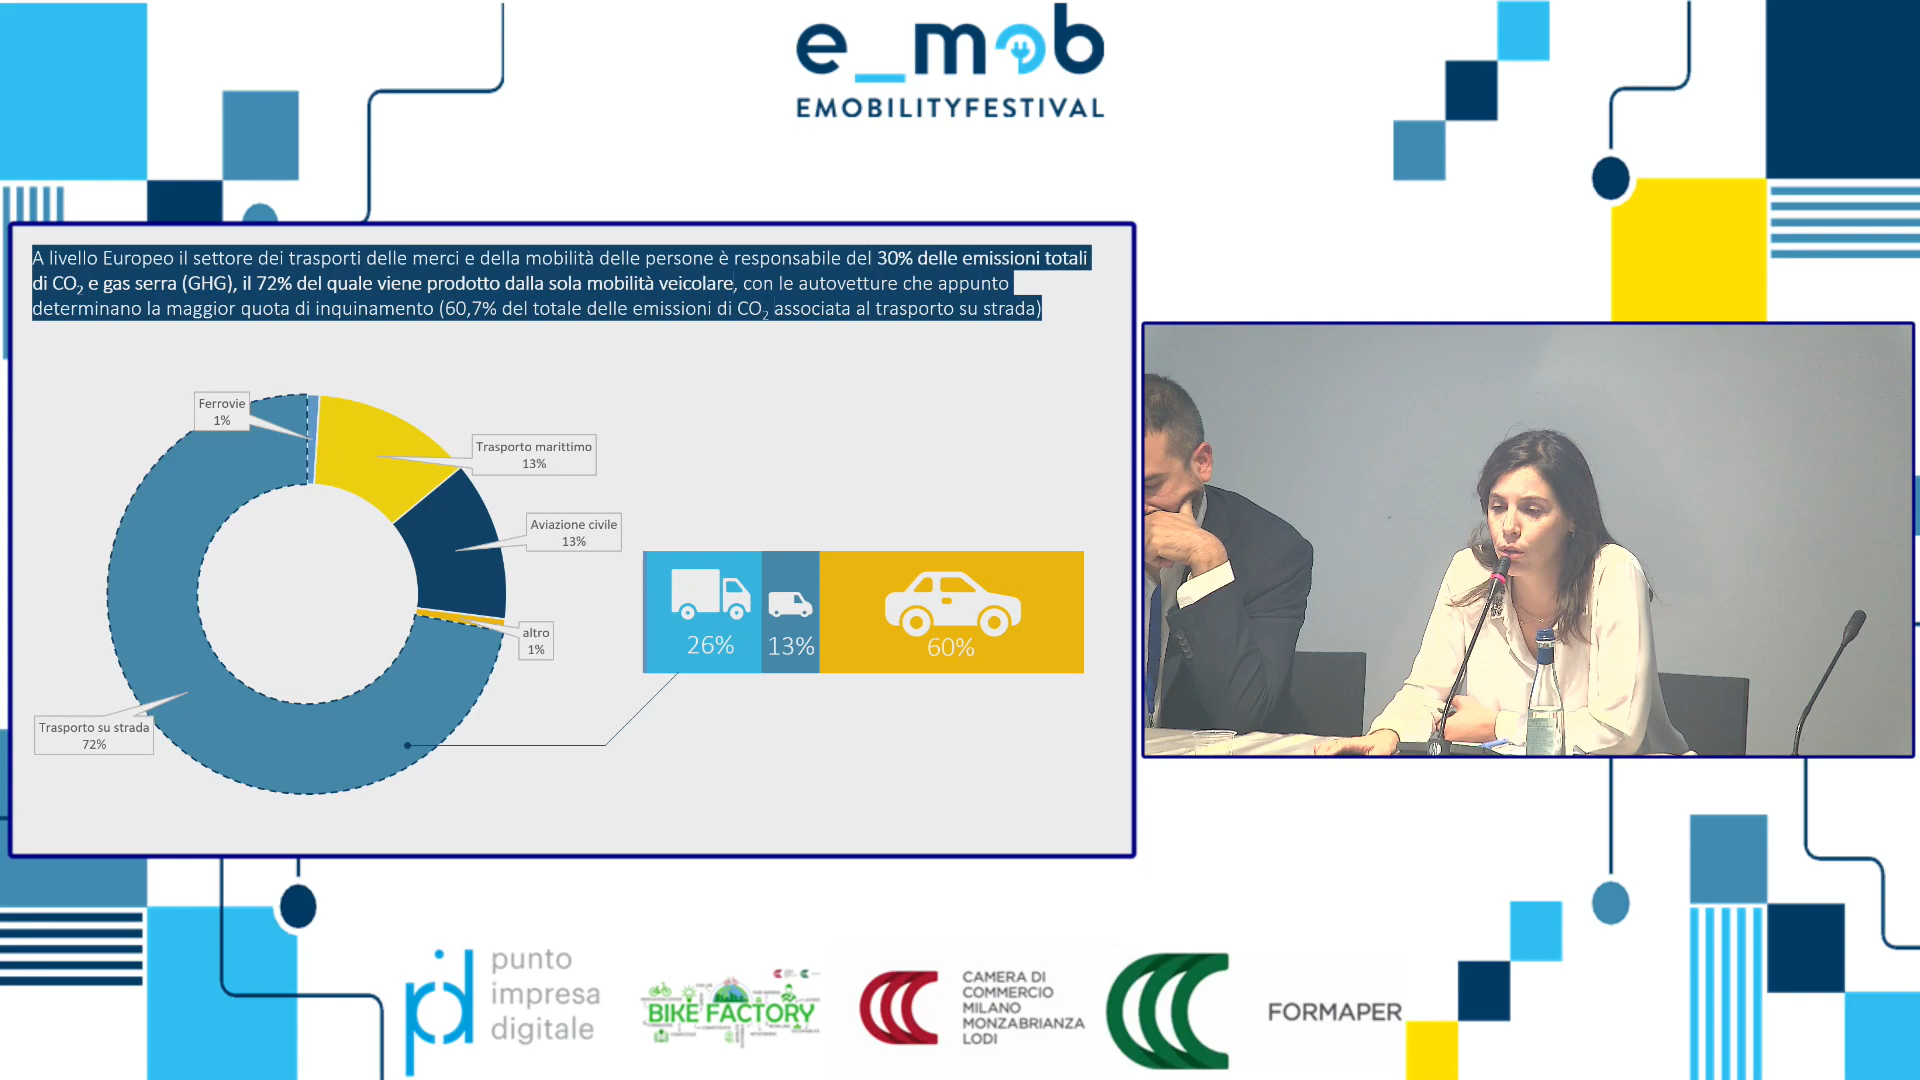 e_mob
EMOBILITYFESTIVAL
A livello Europeo il settore dei trasporti delle merci e della mobilità delle persone è responsabile del 30% delle emissioni totali
di CO₂ e gas serra (GHG), il 72% del quale viene prodotto dalla sola mobilità veicolare, con le autovetture che appunto
determinano la maggior quota di inquinamento (60,7% del totale delle emissioni di CO₂ associata al trasporto su strada)
Ferrovie
1%
Trasporto marittimo
13%
Aviazione civile
13%
altro
1%
Trasporto su strada
72%
26%
13%
60%
punto
impresa
digitale
BIKE FACTORY
CAMERA DI
COMMERCIO
MILANO
MONZABRIANZA
LODI
FORMAPER